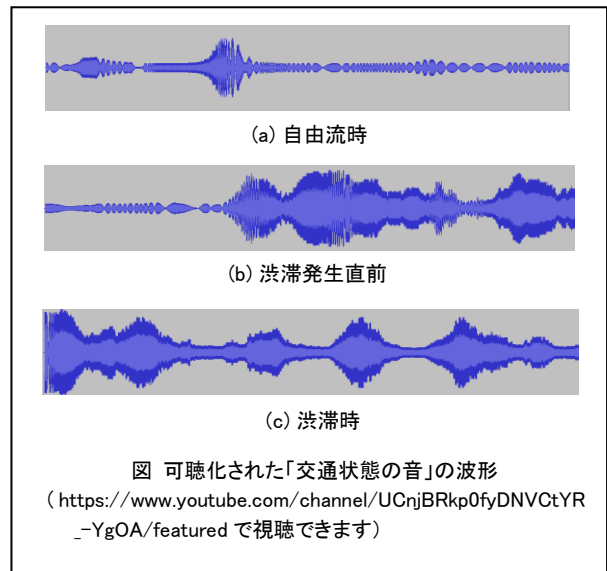 (a) 自由流時
(b) 渋滞発生直前
(c) 渋滞時
図 可聴化された「交通状態の音」の波形
( https://www.youtube.com/channel/UCnjBRkp0fyDNVCtYR
_-YgOA/featured で視聴できます)